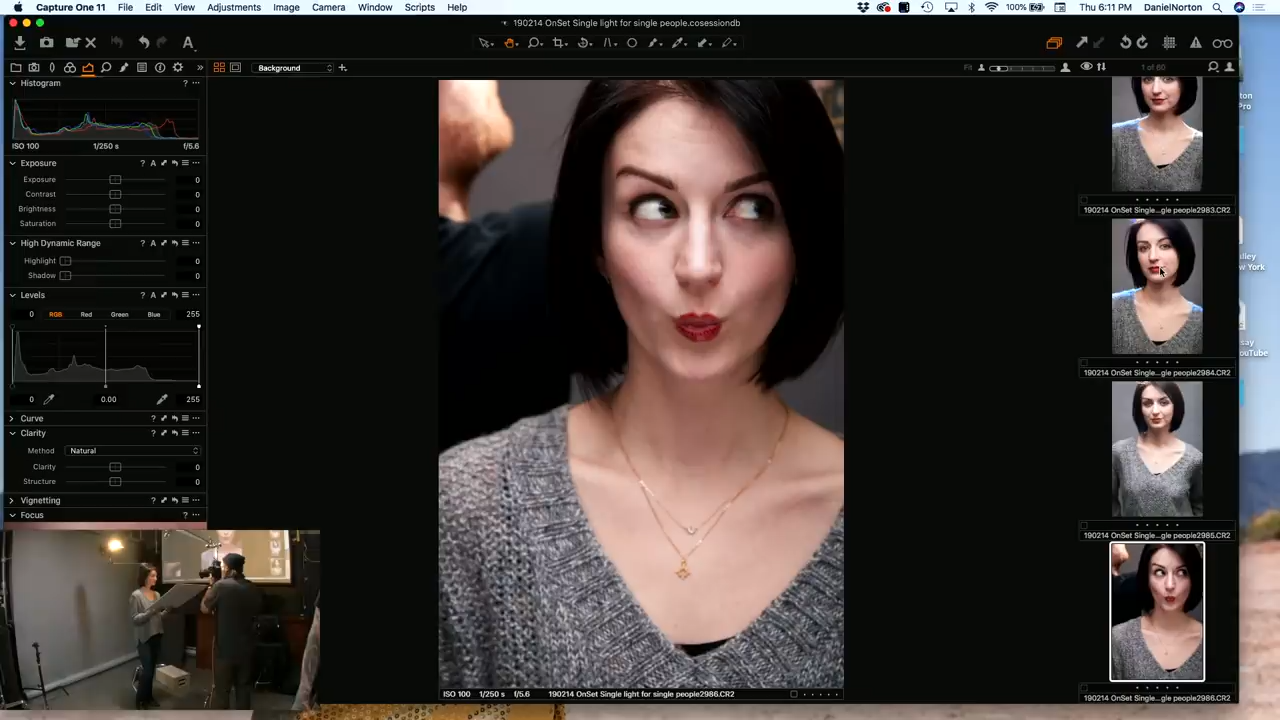 Capture One 11 File Edit View Adjustments Image Camera Window Scripts Help 100% Thu 6:11 PM DanielNorton
190214 OnSet Single light for single people.cosessiondb
Background Fit 1 of 60
Histogram ?
ISO 100 1/250 s f/5.6
Exposure ? A
Exposure 0
Contrast 0
Brightness 0
Saturation 0
High Dynamic Range ? A
Highlight 0
Shadow 0
Levels ? A
0 RGB Red Green Blue 255
0 0.00 255
Curve ?
Clarity ?
Method Natural
Clarity 0
Structure 0
Vignetting ?
Focus ?
ISO 100 1/250 s f/5.6 190214 OnSet Single light for single people2986.CR2
190214 OnSet Single...gle people2983.CR2
190214 OnSet Single...gle people2984.CR2
190214 OnSet Single...gle people2985.CR2
190214 OnSet Single...gle people2986.CR2